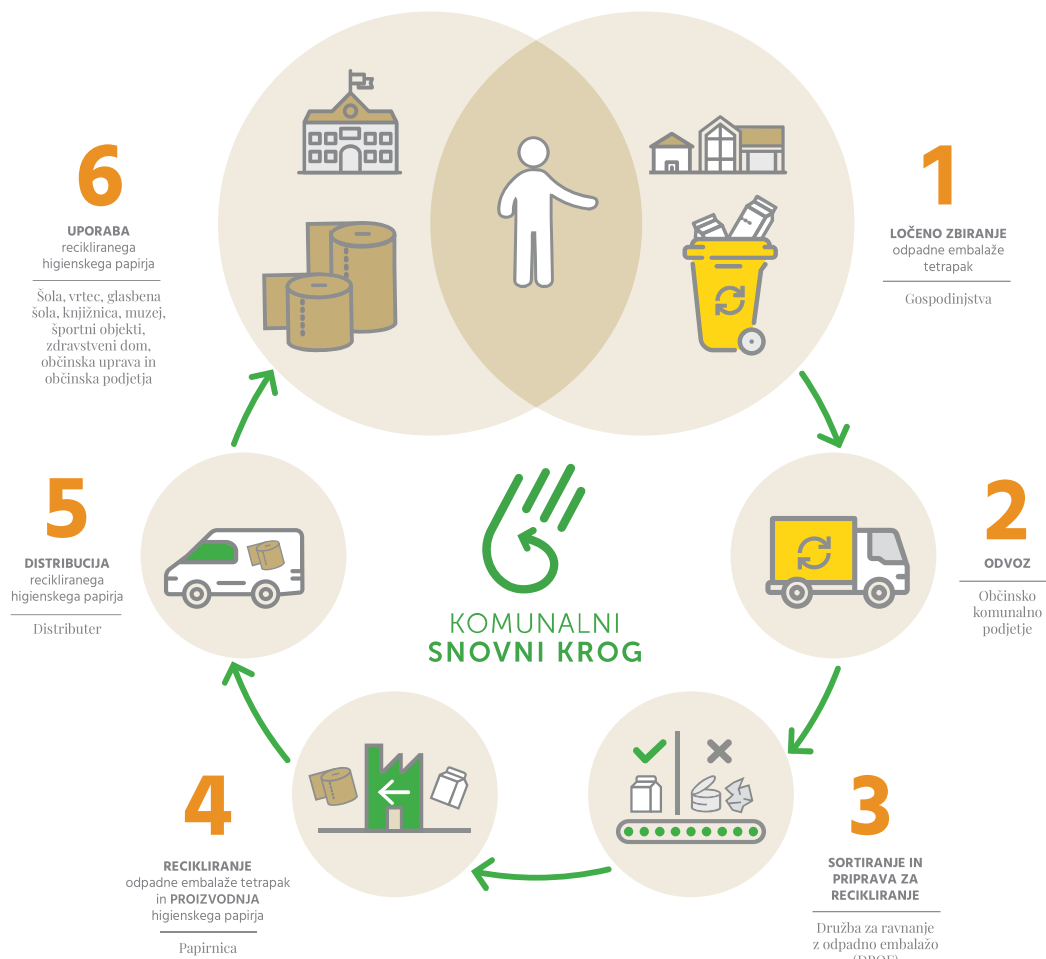 1
LOČENO ZBIRANJE
odpadne embalaže
tetrapak
Gospodinjstva
2
ODVOZ
Občinsko
komunalno
podjetje
3
SORTIRANJE IN
PRIPRAVA ZA
RECIKLIRANJE
Družba za ravnanje
z odpadno embalažo
4
RECIKLIRANJE
odpadne embalaže tetrapak
in PROIZVODNJA
higienskega papirja
Papirnica
5
DISTRIBUCIJA
recikliranega
higienskega papirja
Distributer
6
UPORABA
recikliranega
higienskega papirja
Šola, vrtec, glasbena
šola, knjižnica, muzej,
športni objekti,
zdravstveni dom,
občinska uprava in
občinska podjetja
KOMUNALNI
SNOVNI KROG